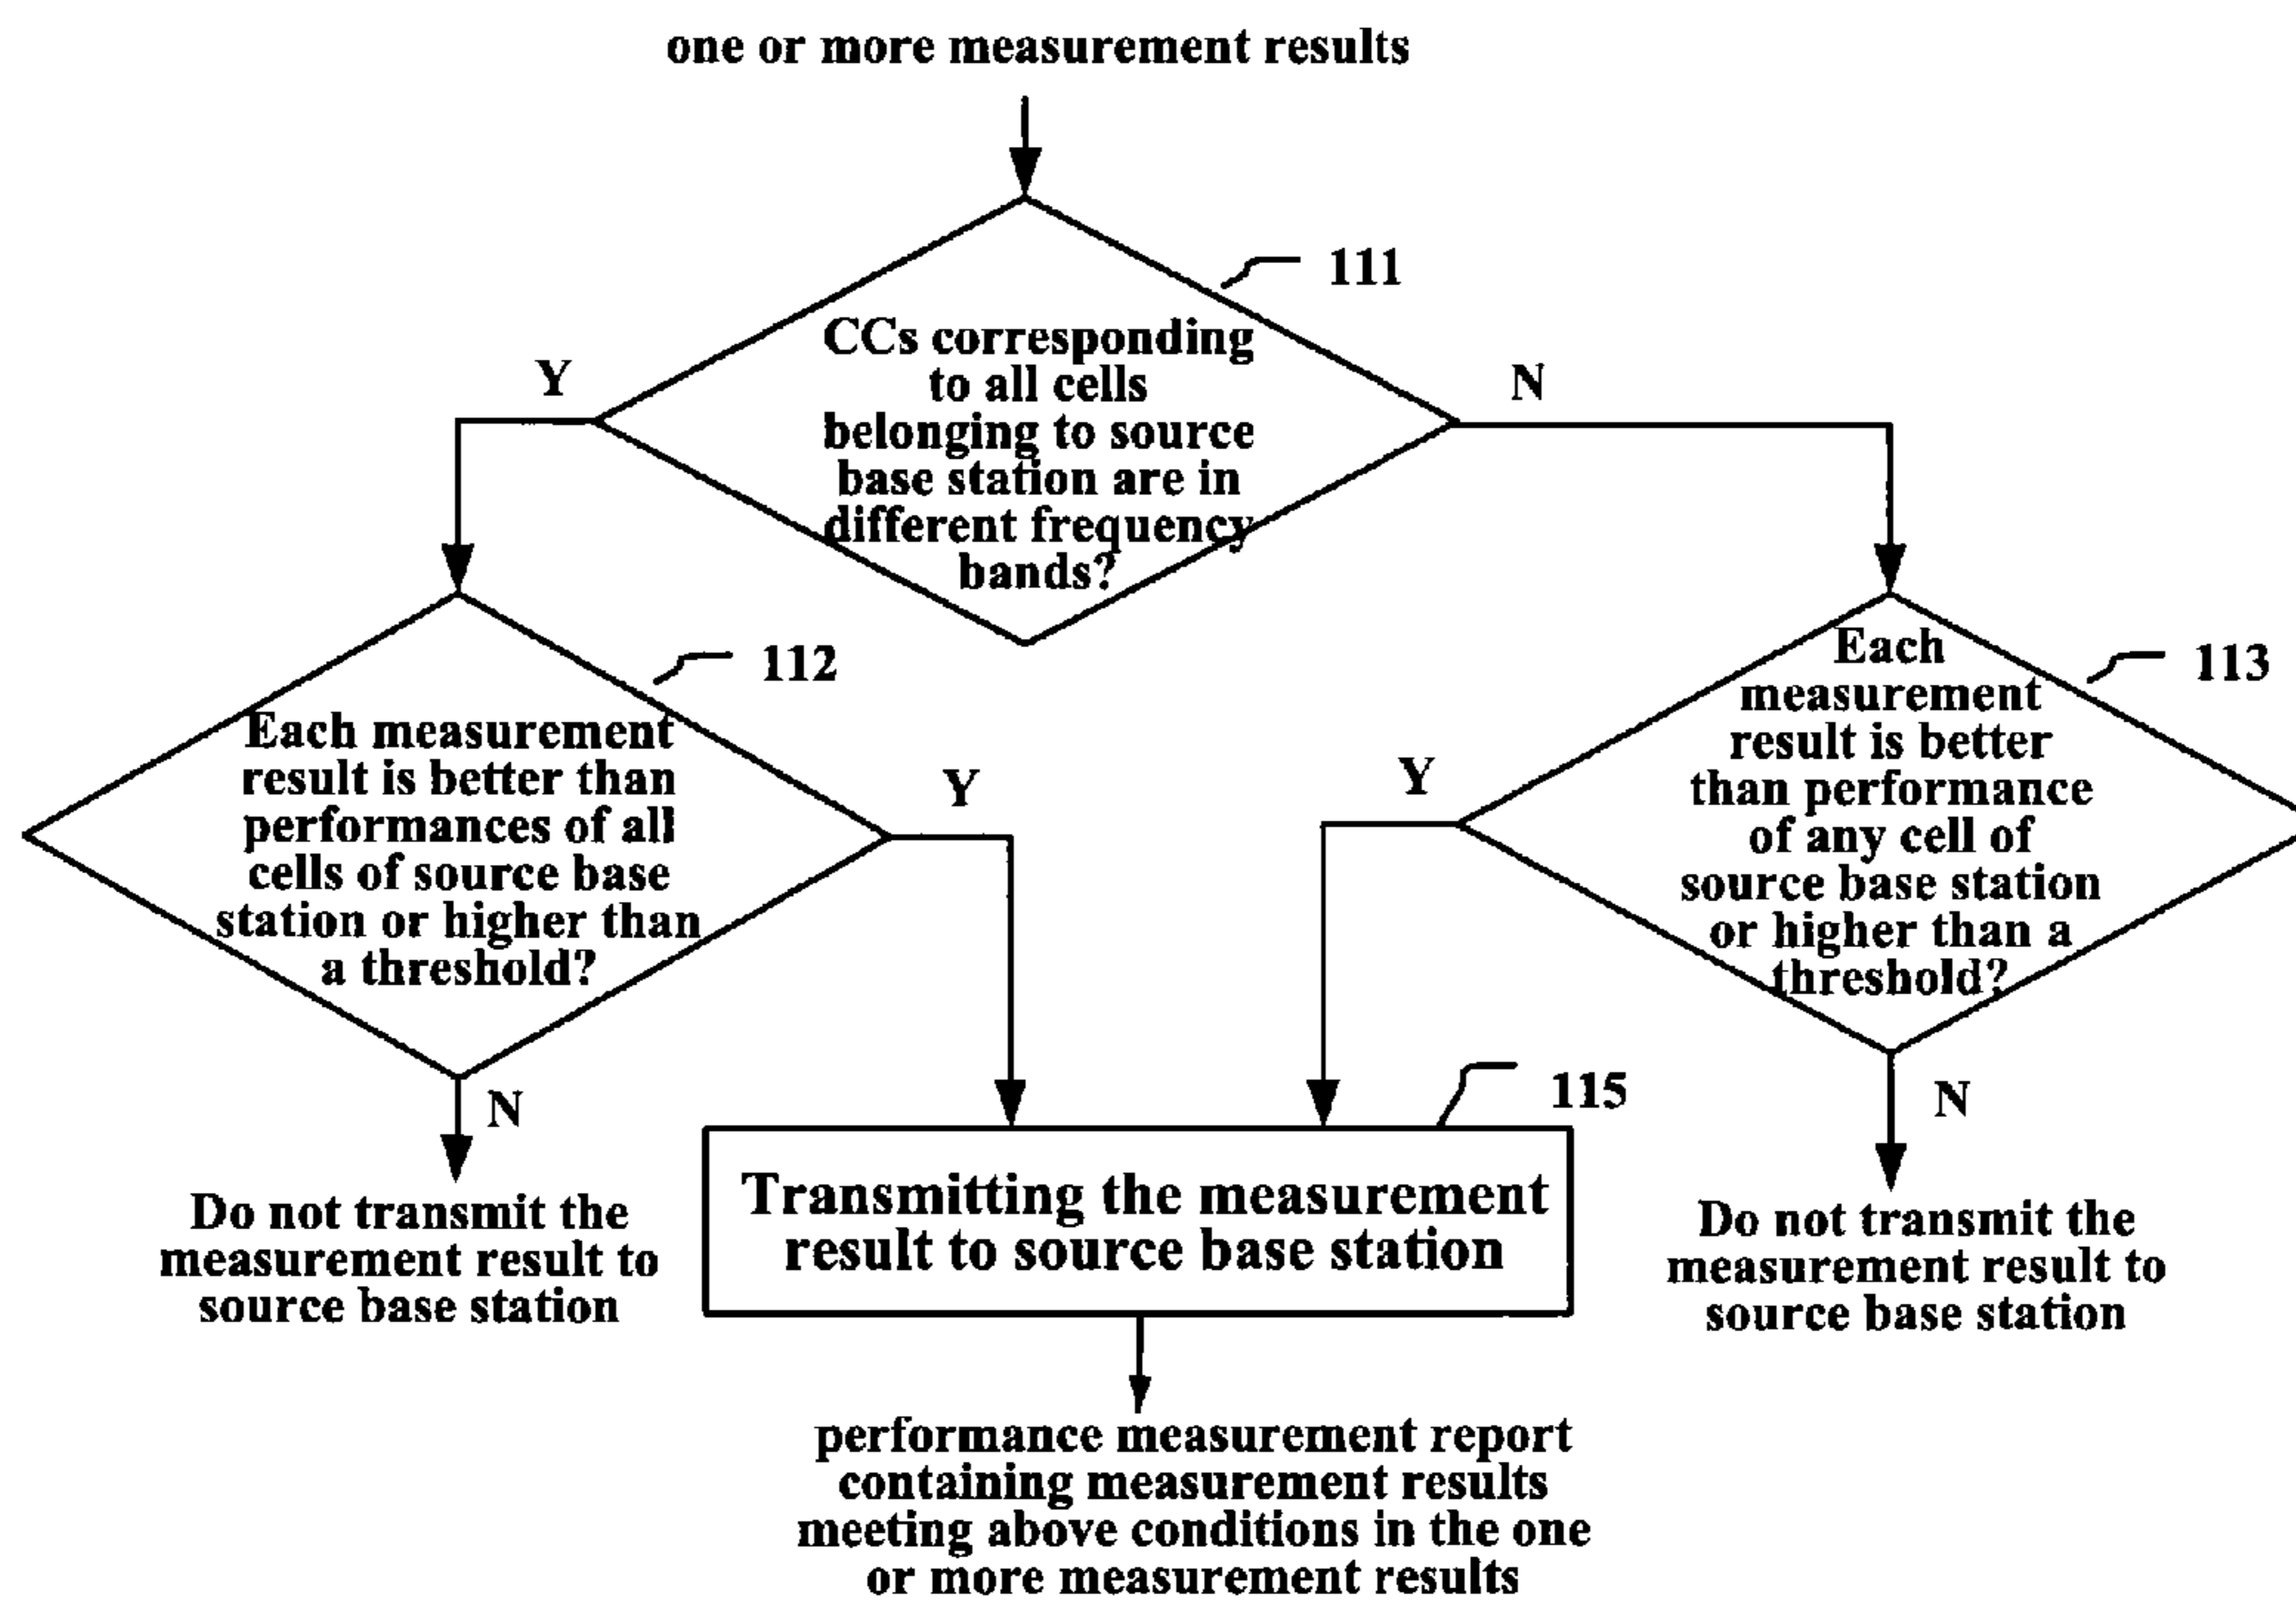 one or more measurement results
111
CCs corresponding
to all cells
belonging to source
base station are in
different frequency
bands?
Y
N
112
Each measurement
result is better than
performances of all
cells of source base
station or higher than
a threshold?
Y
N
113
Each
measurement
result is better
than performance
of any cell of
source base station
or higher than a
threshold?
Y
N
Do not transmit the
measurement result to
source base station
115
Transmitting the measurement
result to source base station
Do not transmit the
measurement result to
source base station
performance measurement report
containing measurement results
meeting above conditions in the one
or more measurement results